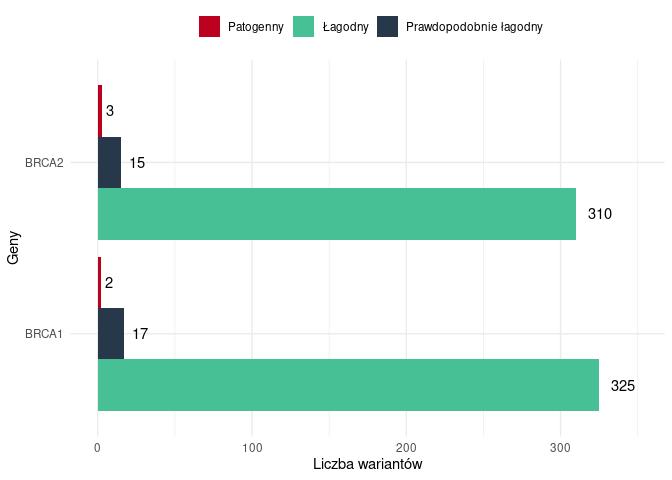 Patogenny Łagodny Prawdopodobnie łagodny
3
BRCA2
15
310
Geny
2
BRCA1
17
325
0 100 200 300
Liczba wariantów